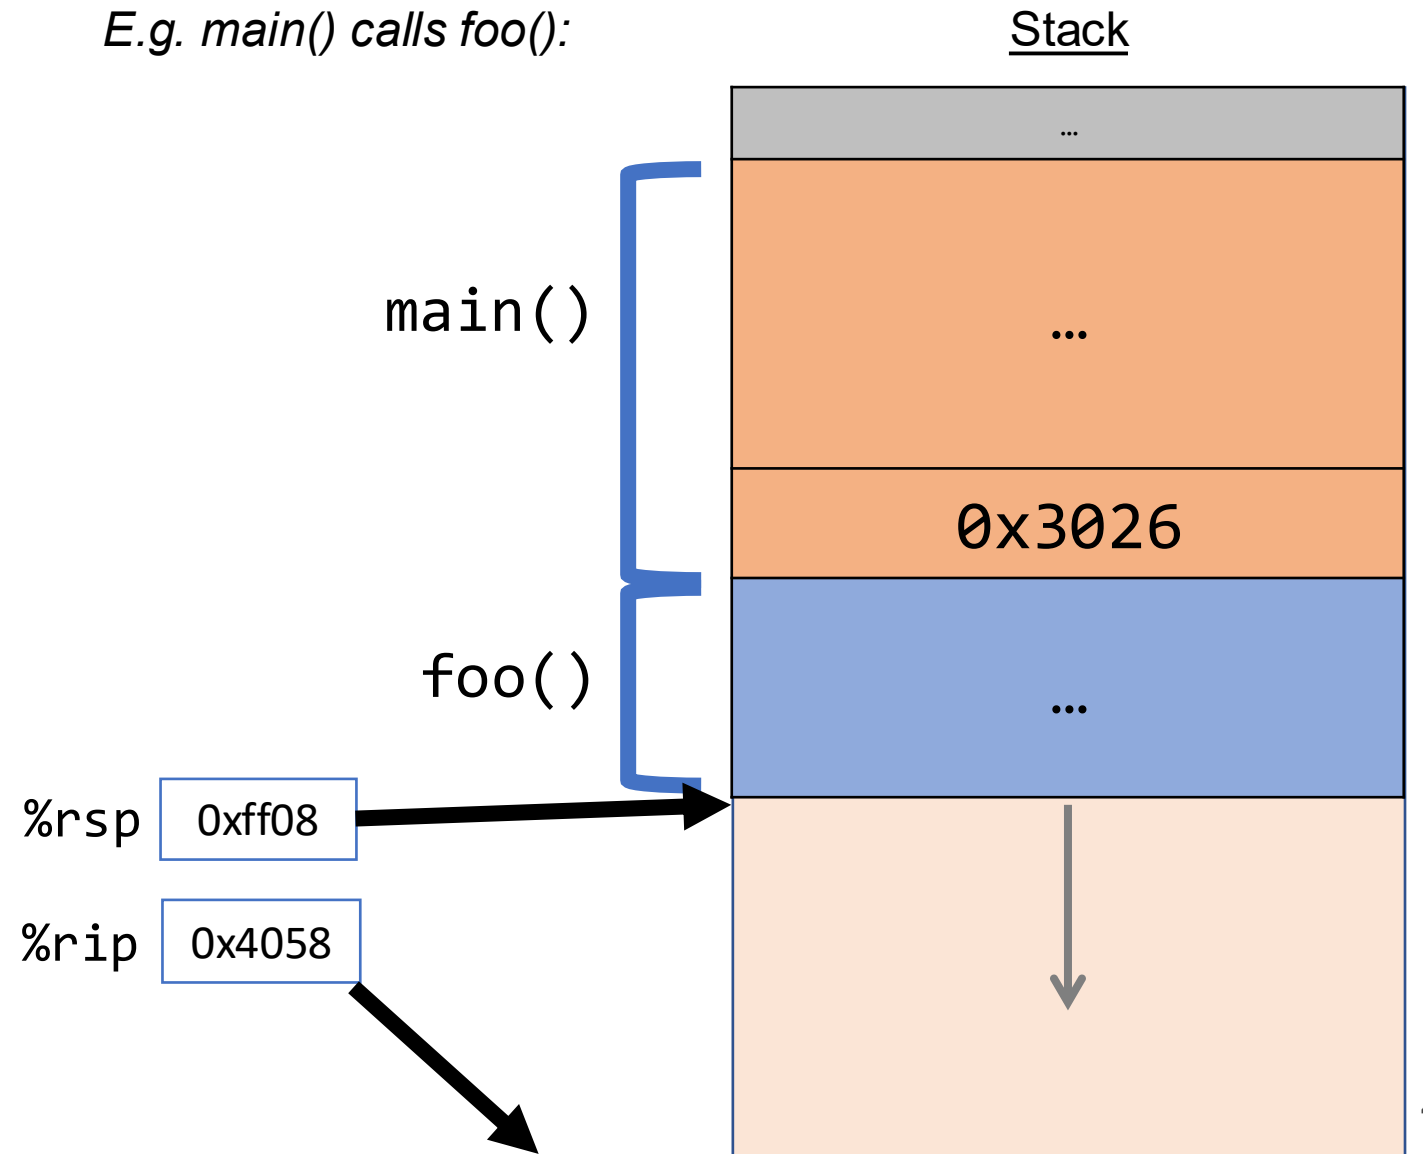 E.g. main() calls foo():
Stack
…
main()
…
0x3026
foo()
…
%rsp
0xff08
%rip
0x4058